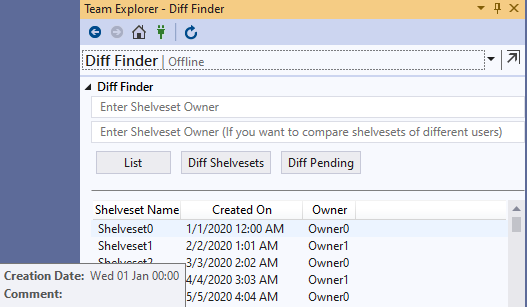 Team Explorer - Diff Finder
Diff Finder | Offline
Diff Finder
Enter Shelveset Owner
Enter Shelveset Owner (If you want to compare shelvesets of different users)
List Diff Shelvesets Diff Pending
Shelveset Name Created On Owner
Shelveset0 1/1/2020 12:00 AM Owner0
Shelveset1 2/2/2020 1:01 AM Owner1
Shelveset2 3/3/2020 2:02 AM Owner0
4/4/2020 3:03 AM Owner1
5/5/2020 4:04 AM Owner0
Creation Date: Wed 01 Jan 00:00
Comment: